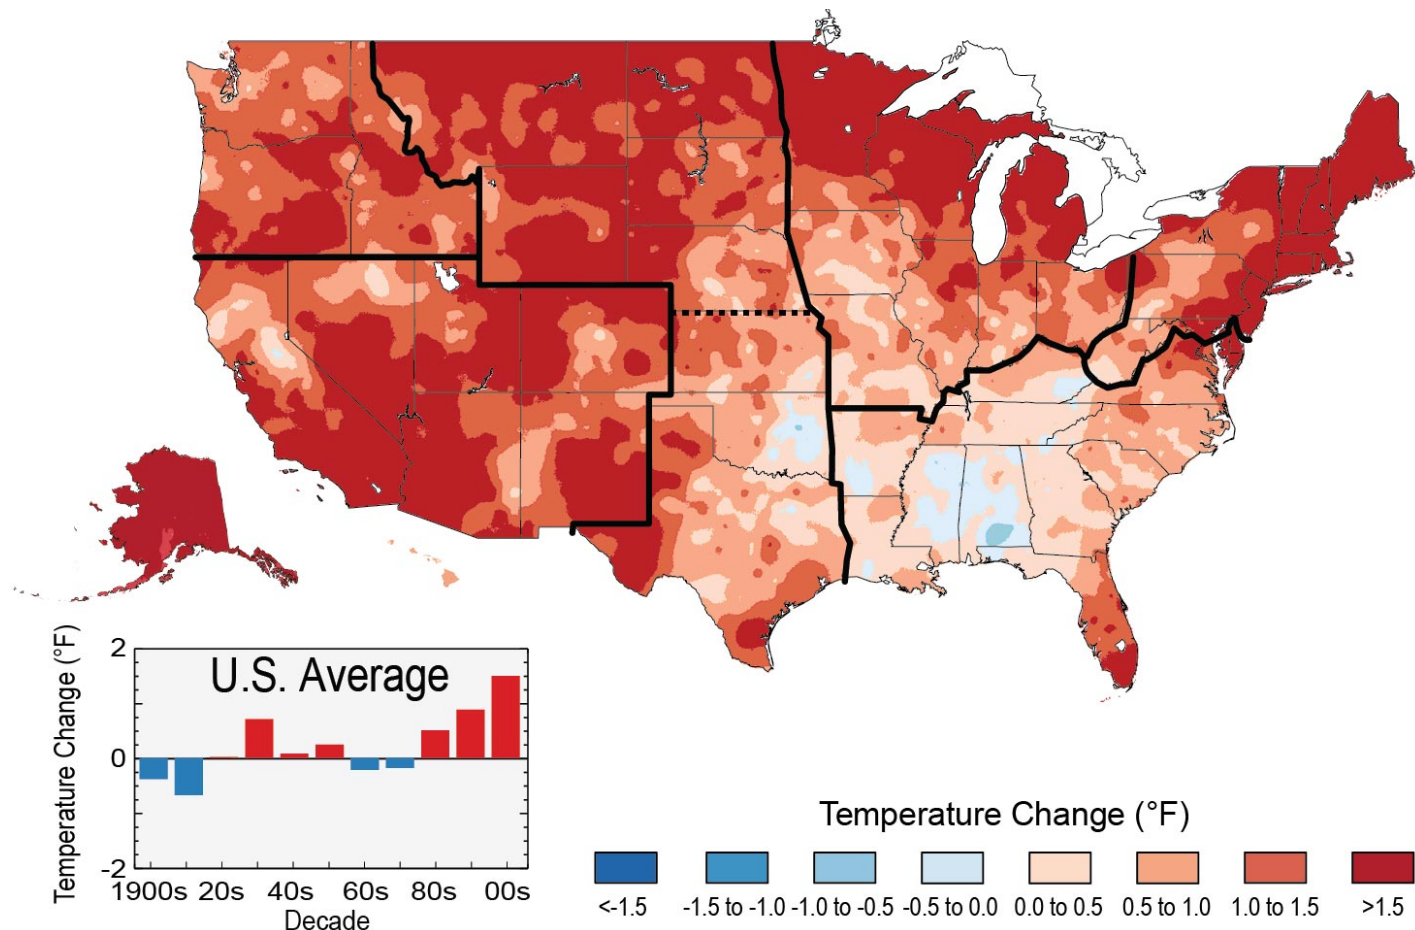 U.S. Average
Temperature Change (°F)
2
0
-2
1900s 20s 40s 60s 80s 00s
Decade
Temperature Change (°F)
<-1.5 -1.5 to -1.0 -1.0 to -0.5 -0.5 to 0.0 0.0 to 0.5 0.5 to 1.0 1.0 to 1.5 >1.5